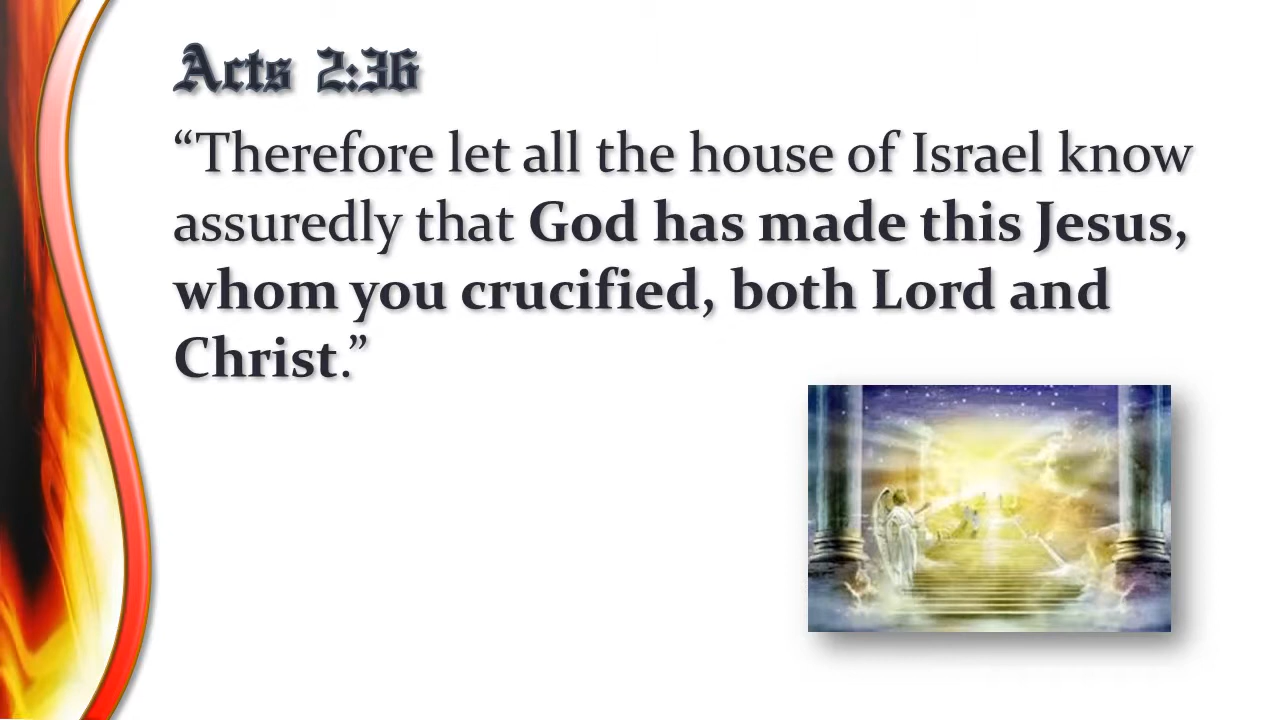 Acts 2:36
“Therefore let all the house of Israel know
assuredly that God has made this Jesus,
whom you crucified, both Lord and
Christ.”